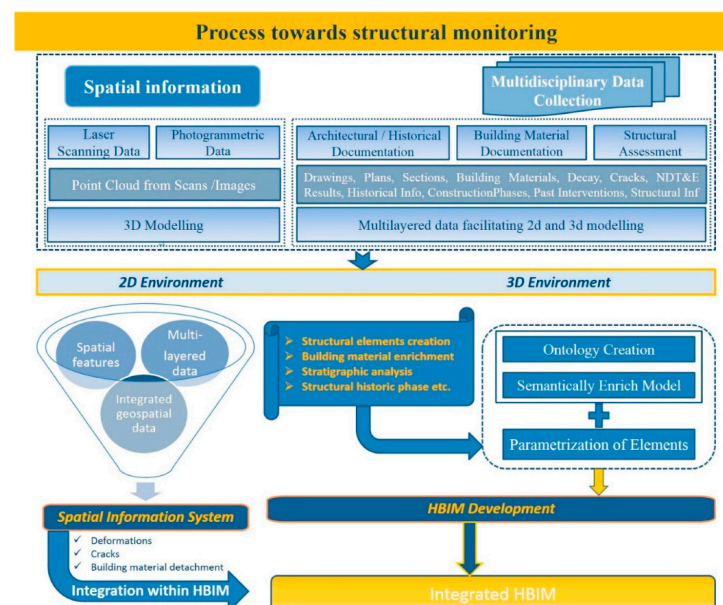 Process towards structural monitoring
Spatial information
Multidisciplinary Data
Collection
Laser
Scanning Data
Photogrammetric
Data
Architectural / Historical
Documentation
Building Material
Documentation
Structural
Assessment
Point Cloud from Scans /Images
Drawings, Plans, Sections, Building Materials, Decay, Cracks, NDT&E
Results, Historical Info, ConstructionPhases, Past Interventions, Structural Inf
3D Modelling
Multilayered data facilitating 2d and 3d modelling
2D Environment
3D Environment
Spatial
features
Multi-
layered data
Integrated
geospatial
data
➢ Structural elements creation
➢ Building material enrichment
➢ Stratigraphic analysis
➢ Structural historic phase etc.
Ontology Creation
Semantically Enrich Model
Parametrization of Elements
Spatial Information System
HBIM Development
✓ Deformations
✓ Cracks
✓ Building material detachment
Integration within HBIM
Integrated HBIM